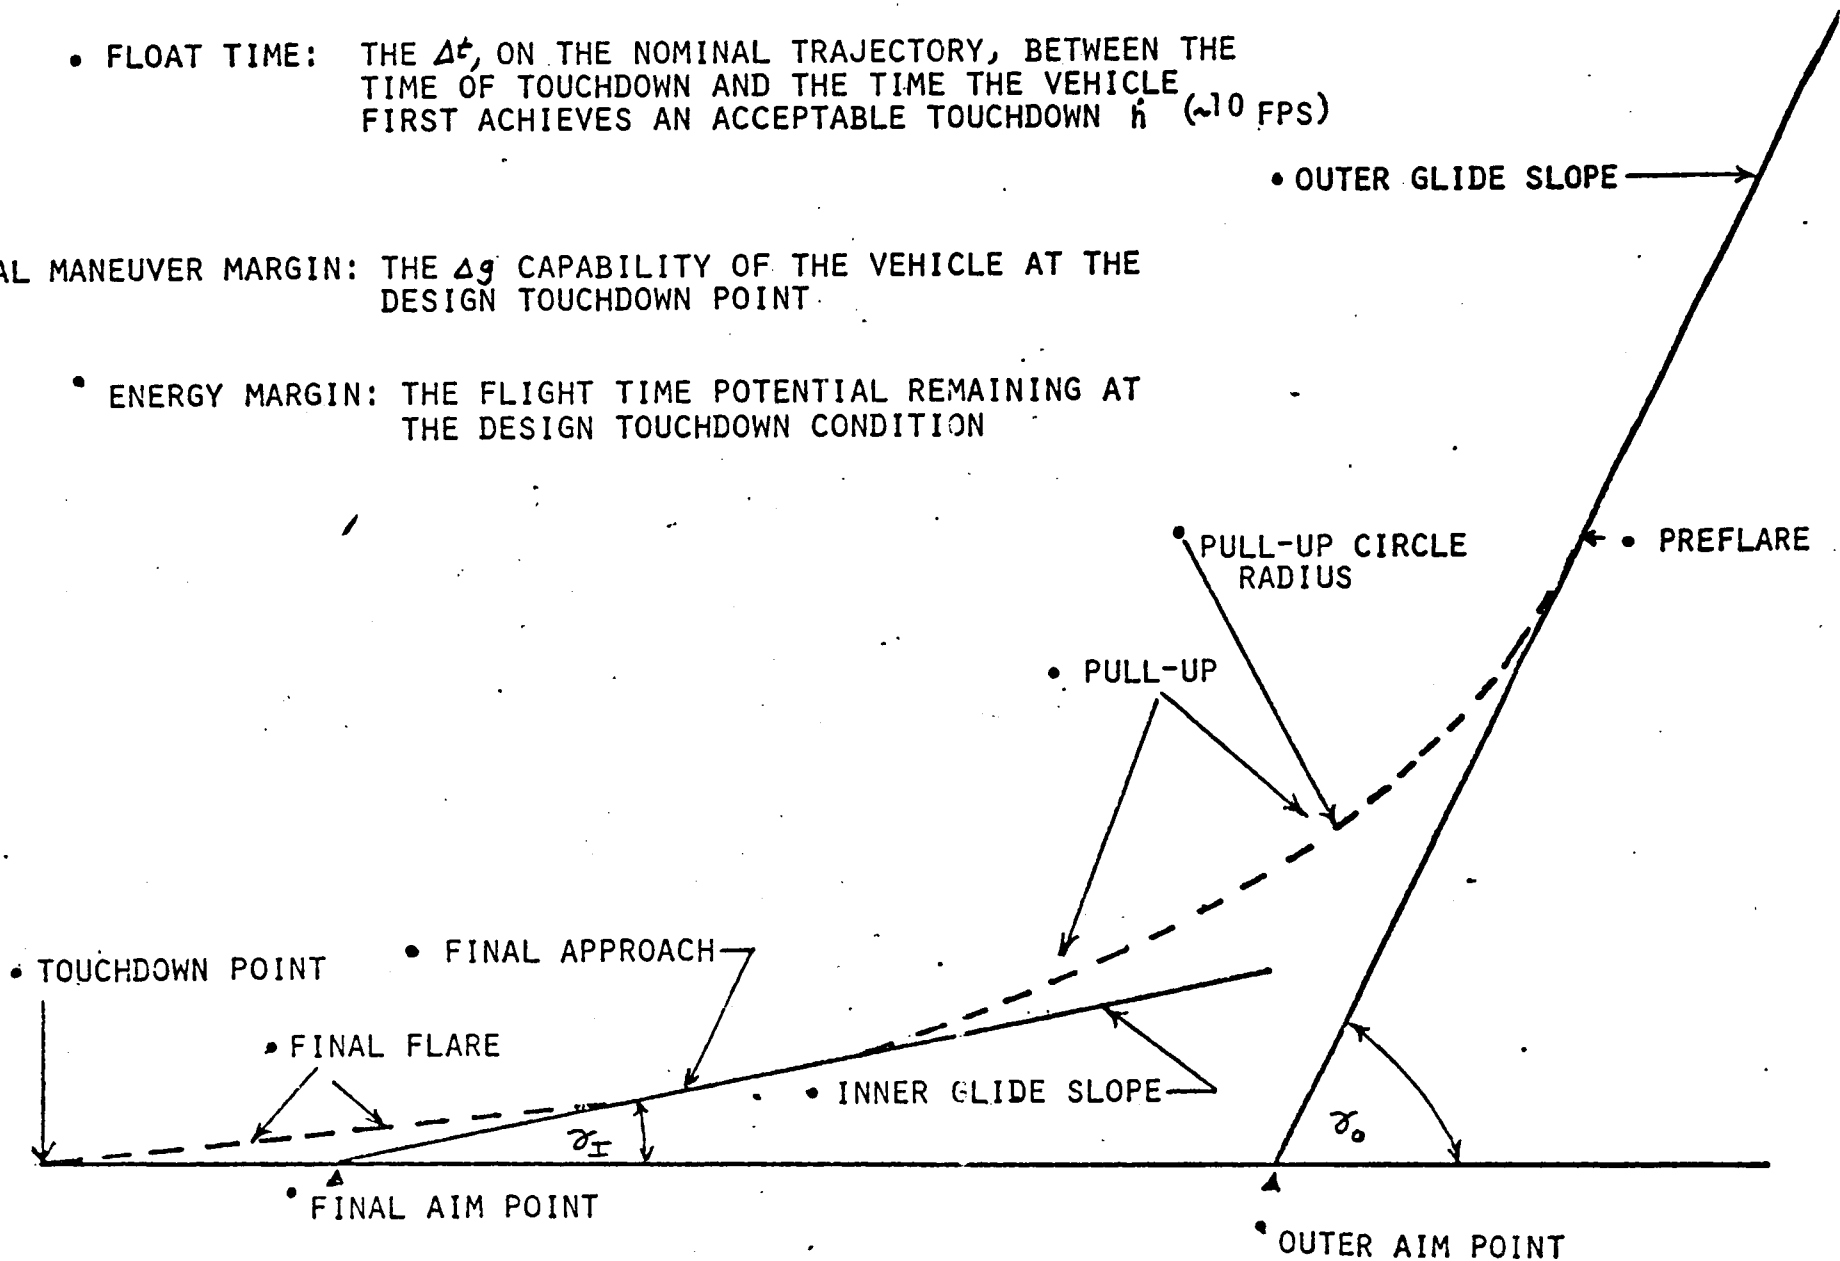 • FLOAT TIME: THE Δt, ON THE NOMINAL TRAJECTORY, BETWEEN THE
TIME OF TOUCHDOWN AND THE TIME THE VEHICLE
FIRST ACHIEVES AN ACCEPTABLE TOUCHDOWN ḣ (~10 FPS)
• OUTER GLIDE SLOPE
AL MANEUVER MARGIN: THE Δg CAPABILITY OF THE VEHICLE AT THE
DESIGN TOUCHDOWN POINT
• ENERGY MARGIN: THE FLIGHT TIME POTENTIAL REMAINING AT
THE DESIGN TOUCHDOWN CONDITION
• PREFLARE
• PULL-UP CIRCLE
RADIUS
• PULL-UP
• FINAL APPROACH
• TOUCHDOWN POINT
• FINAL FLARE
• INNER GLIDE SLOPE
γI
γo
• FINAL AIM POINT
• OUTER AIM POINT